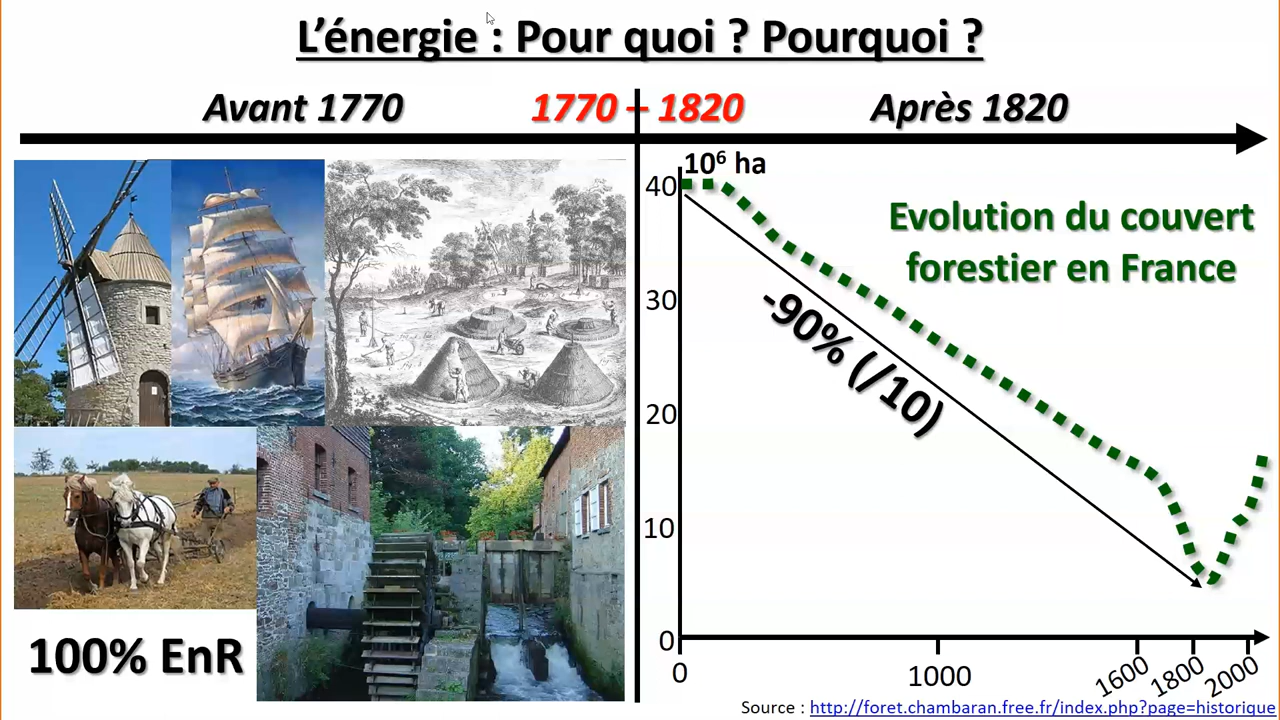 L’énergie : Pour quoi ? Pourquoi ?
Avant 1770
1770 – 1820
Après 1820
10⁶ ha
40
30
20
10
0
Evolution du couvert
forestier en France
-90% (/10)
0
1000
1600
1800
2000
100% EnR
Source : http://foret.chambaran.free.fr/index.php?page=historique